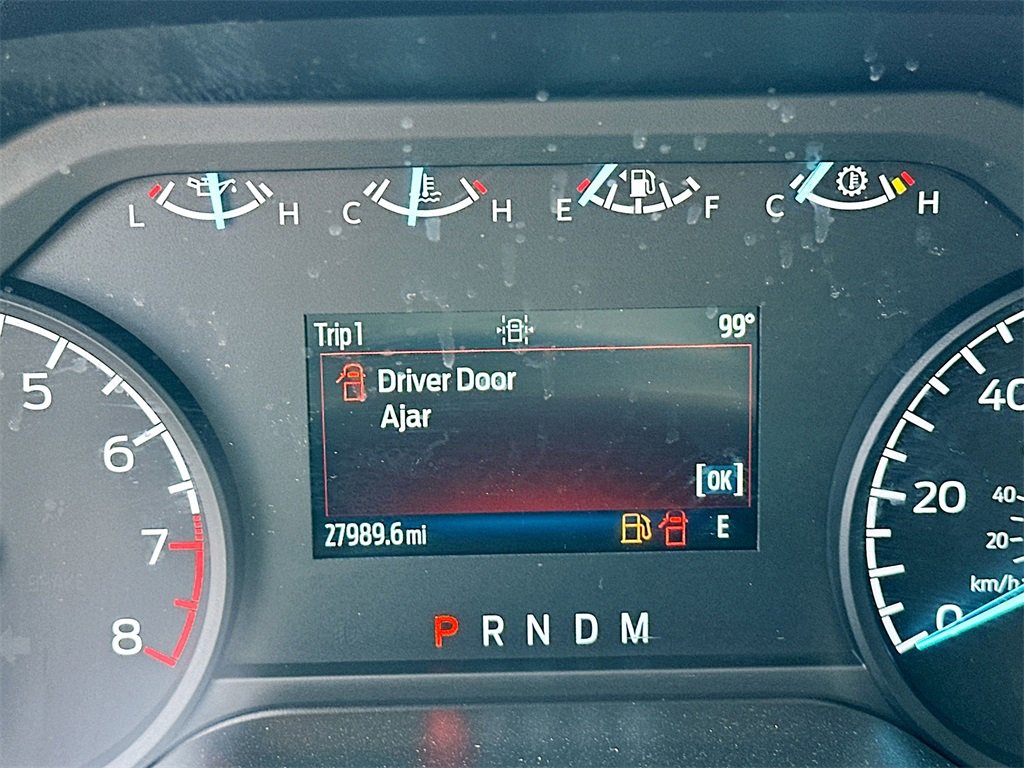 L H C H E F C H
Trip 1 99°
Driver Door
Ajar
[OK]
27989.6 mi E
P R N D M
5
6
7
8
40
20
0
40
20
km/h